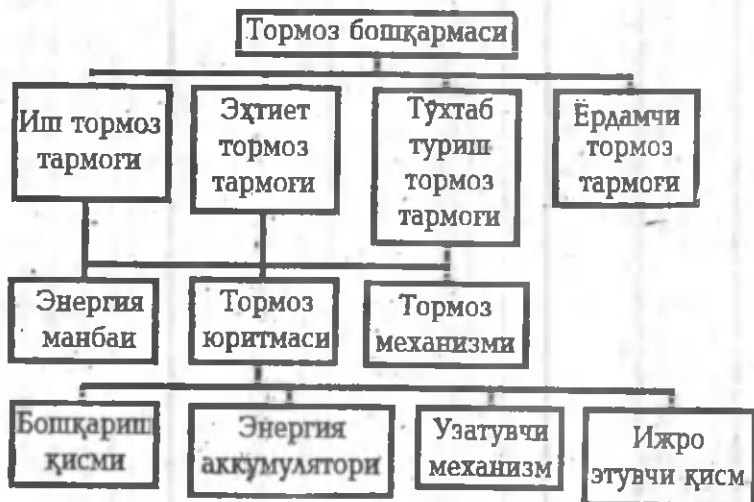 Тормоз бошқармаси
Иш тормоз
тармоғи
Эҳтиет
тормоз
тармоғи
Тўхтаб
туриш
тормоз
тармоғи
Ёрдамчи
тормоз
тармоғи
Энергия
манбаи
Тормоз
юритмаси
Тормоз
механизми
Бошқариш
қисми
Энергия
аккумулятори
Узатувчи
механизм
Ижро
этувчи қисм